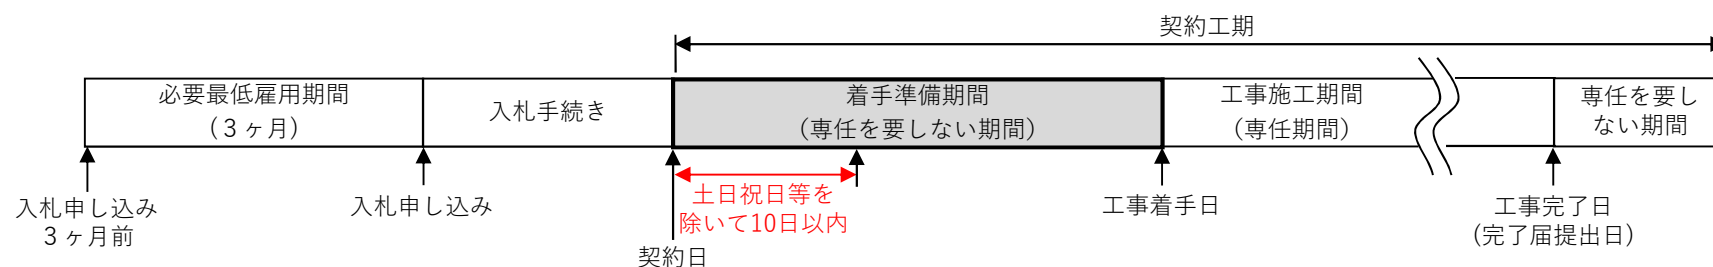 契約工期
必要最低雇用期間
（３ヶ月）
入札手続き
着手準備期間
（専任を要しない期間）
工事施工期間
（専任期間）
専任を要し
ない期間
入札申し込み
３ヶ月前
入札申し込み
土日祝日等を
除いて10日以内
契約日
工事着手日
工事完了日
（完了届提出日）